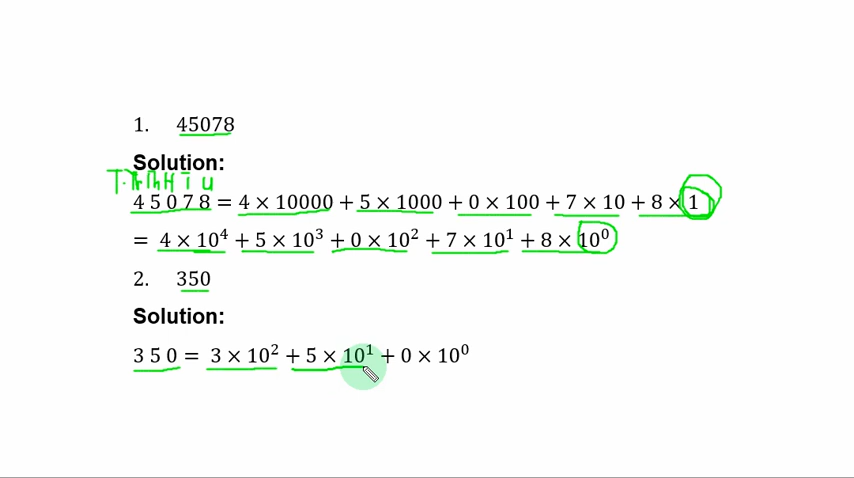 1. 45078
Solution:
T.Th Th H T U
4 5 0 7 8 = 4 × 10000 + 5 × 1000 + 0 × 100 + 7 × 10 + 8 × 1
= 4 × 10⁴ + 5 × 10³ + 0 × 10² + 7 × 10¹ + 8 × 10⁰
2. 350
Solution:
3 5 0 = 3 × 10² + 5 × 10¹ + 0 × 10⁰